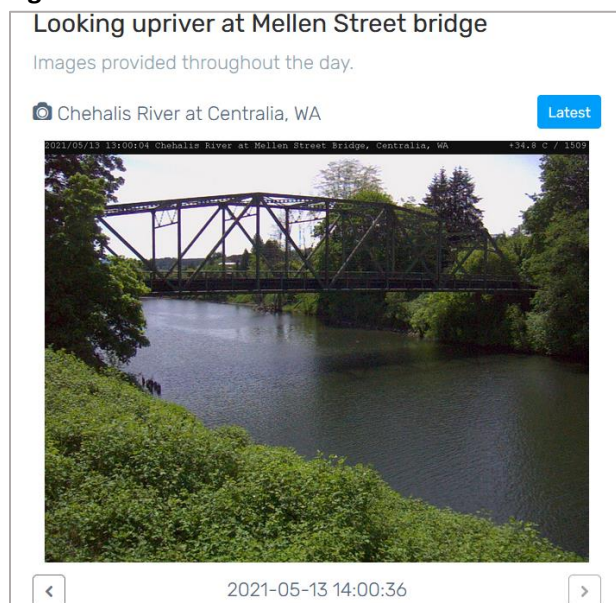 Looking upriver at Mellen Street bridge
Images provided throughout the day.
Chehalis River at Centralia, WA
Latest
2021/05/13 13:00:04 Chehalis River at Mellen Street Bridge, Centralia, WA +34.8 C / 1509
< 2021-05-13 14:00:36 >